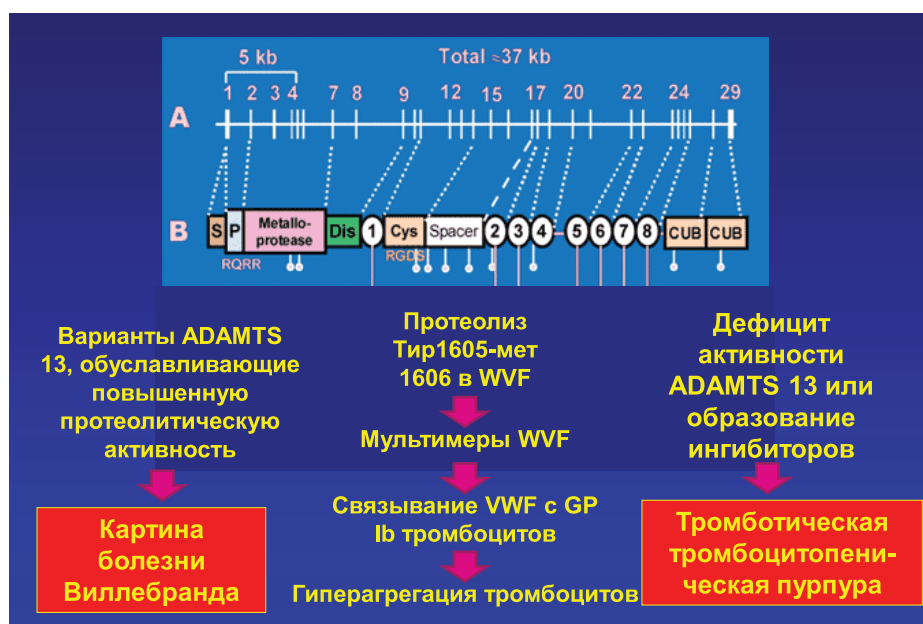 5 kb
Total ≈37 kb
1 2 3 4 7 8 9 12 15 17 20 22 24 29
A
B
S P Metallo-protease Dis 1 Cys Spacer 2 3 4 5 6 7 8 CUB CUB
RQRR
RGDS
Варианты ADAMTS
13, обуславливающие
повышенную
протеолитическую
активность
Картина
болезни
Виллебранда
Протеолиз
Тир1605-мет
1606 в WVF
Мультимеры WVF
Связывание VWF с GP
Ib тромбоцитов
Гиперагрегация тромбоцитов
Дефицит
активности
ADAMTS 13 или
образование
ингибиторов
Тромботическая
тромбоцитопени-
ческая пурпура